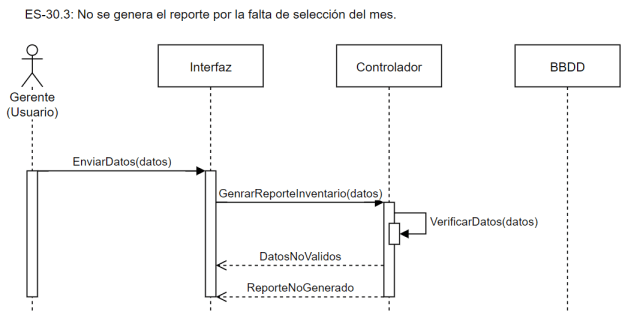 ES-30.3: No se genera el reporte por la falta de selección del mes.
Interfaz
Controlador
BBDD
Gerente
(Usuario)
EnviarDatos(datos)
GenrarReporteInventario(datos)
VerificarDatos(datos)
DatosNoValidos
ReporteNoGenerado